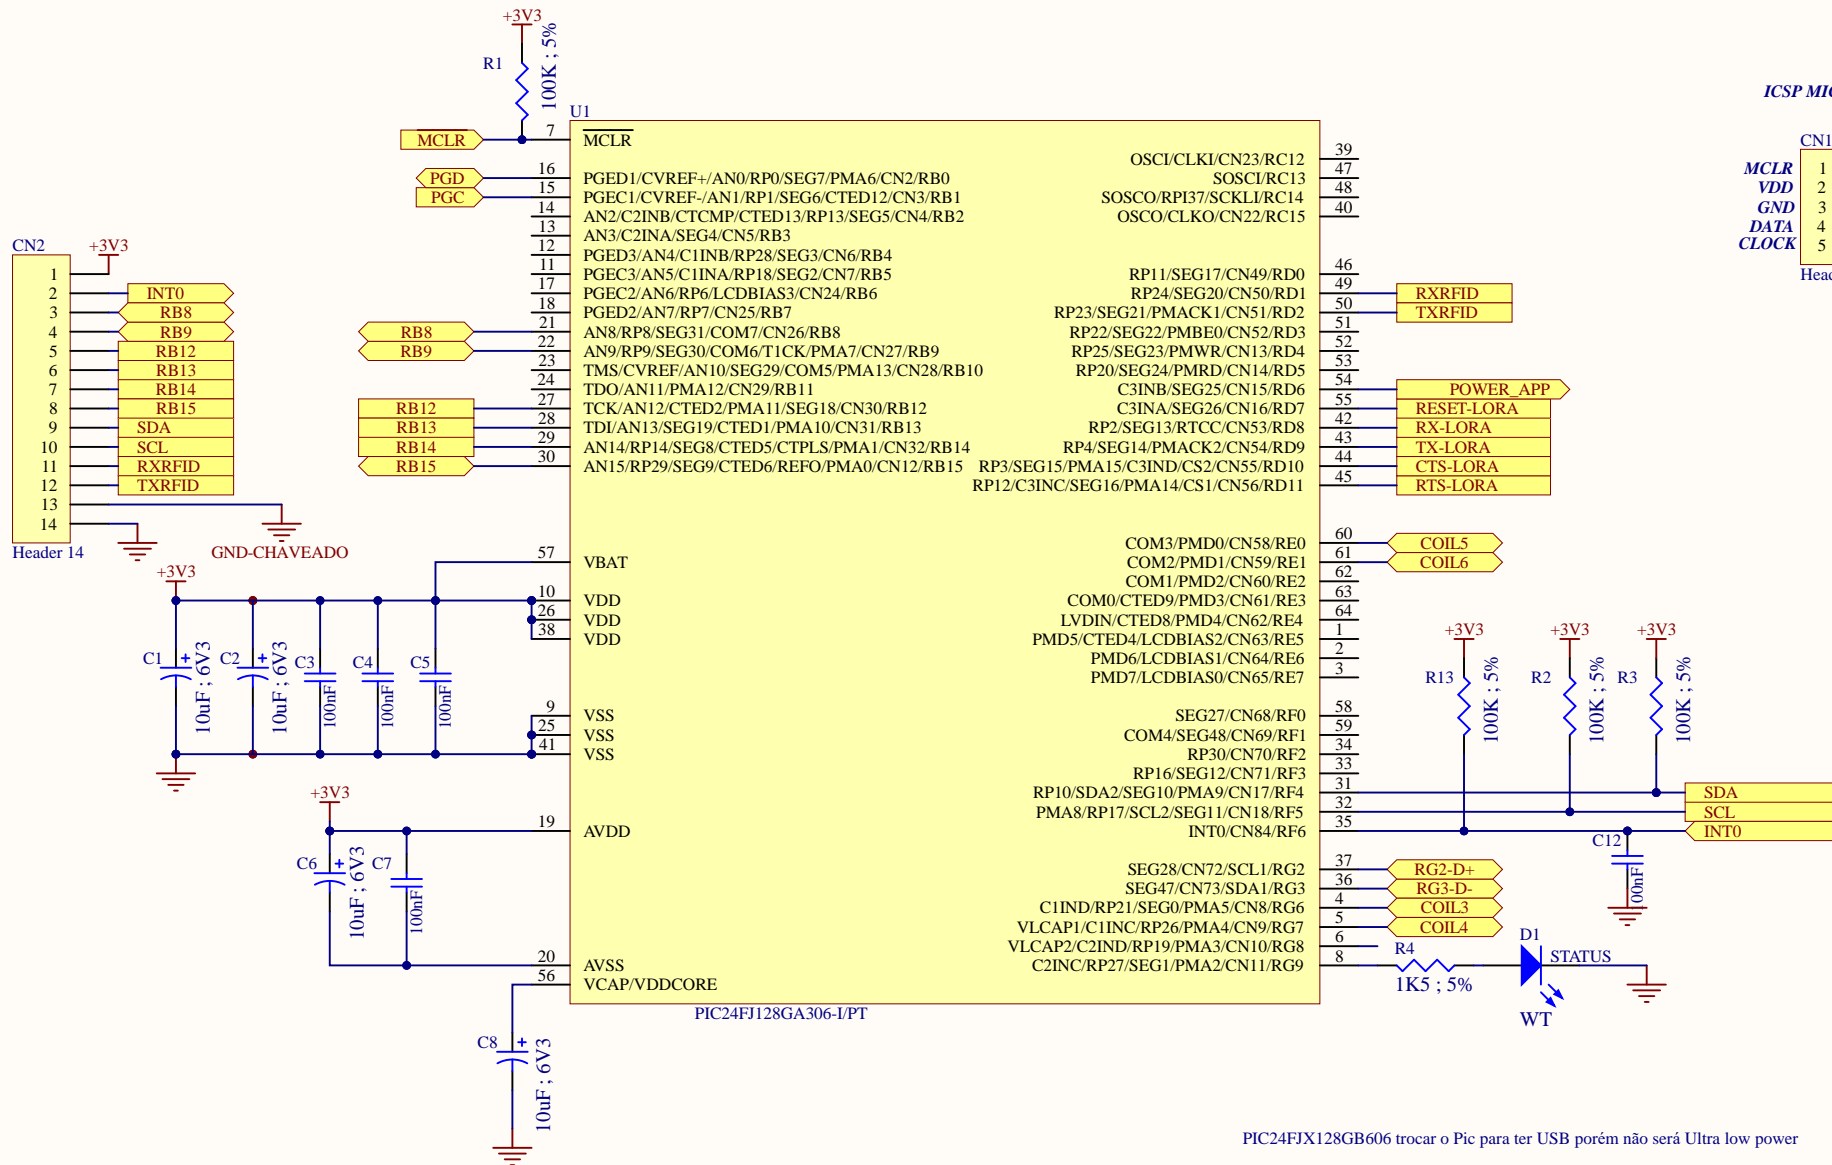 +3V3
R1
100K ; 5%
U1
MCLR
7
MCLR
PGD
16
PGED1/CVREF+/AN0/RP0/SEG7/PMA6/CN2/RB0
PGC
15
PGEC1/CVREF-/AN1/RP1/SEG6/CTED12/CN3/RB1
14
AN2/C2INB/CTCMP/CTED13/RP13/SEG5/CN4/RB2
13
AN3/C2INA/SEG4/CN5/RB3
12
PGED3/AN4/C1INB/RP28/SEG3/CN6/RB4
11
PGEC3/AN5/C1INA/RP18/SEG2/CN7/RB5
17
PGEC2/AN6/RP6/LCDBIAS3/CN24/RB6
18
PGED2/AN7/RP7/CN25/RB7
RB8
21
AN8/RP8/SEG31/COM7/CN26/RB8
RB9
22
AN9/RP9/SEG30/COM6/T1CK/PMA7/CN27/RB9
23
TMS/CVREF/AN10/SEG29/COM5/PMA13/CN28/RB10
24
TDO/AN11/PMA12/CN29/RB11
RB12
27
TCK/AN12/CTED2/PMA11/SEG18/CN30/RB12
RB13
28
TDI/AN13/SEG19/CTED1/PMA10/CN31/RB13
RB14
29
AN14/RP14/SEG8/CTED5/CTPLS/PMA1/CN32/RB14
RB15
30
AN15/RP29/SEG9/CTED6/REFO/PMA0/CN12/RB15
57
VBAT
10
VDD
26
VDD
38
VDD
9
VSS
25
VSS
41
VSS
19
AVDD
20
AVSS
56
VCAP/VDDCORE
PIC24FJ128GA306-I/PT
CN2
+3V3
1
2 INT0
3 RB8
4 RB9
5 RB12
6 RB13
7 RB14
8 RB15
9 SDA
10 SCL
11 RXRFID
12 TXRFID
13
14
Header 14
GND-CHAVEADO
+3V3
C1
+
10uF ; 6V3
C2
+
10uF ; 6V3
C3
100nF
C4
100nF
C5
100nF
+3V3
C6
+
10uF ; 6V3
C7
100nF
C8
+
10uF ; 6V3
OSCI/CLKI/CN23/RC12 39
SOSCI/RC13 47
SOSCO/RPI37/SCKLI/RC14 48
OSCO/CLKO/CN22/RC15 40
RP11/SEG17/CN49/RD0 46
RP24/SEG20/CN50/RD1 49 RXRFID
RP23/SEG21/PMACK1/CN51/RD2 50 TXRFID
RP22/SEG22/PMBE0/CN52/RD3 51
RP25/SEG23/PMWR/CN13/RD4 52
RP20/SEG24/PMRD/CN14/RD5 53
C3INB/SEG25/CN15/RD6 54 POWER_APP
C3INA/SEG26/CN16/RD7 55 RESET-LORA
RP2/SEG13/RTCC/CN53/RD8 42 RX-LORA
RP4/SEG14/PMACK2/CN54/RD9 43 TX-LORA
RP3/SEG15/PMA15/C3IND/CS2/CN55/RD10 44 CTS-LORA
RP12/C3INC/SEG16/PMA14/CS1/CN56/RD11 45 RTS-LORA
COM3/PMD0/CN58/RE0 60 COIL5
COM2/PMD1/CN59/RE1 61 COIL6
COM1/PMD2/CN60/RE2 62
COM0/CTED9/PMD3/CN61/RE3 63
LVDIN/CTED8/PMD4/CN62/RE4 64
PMD5/CTED4/LCDBIAS2/CN63/RE5 1
PMD6/LCDBIAS1/CN64/RE6 2
PMD7/LCDBIAS0/CN65/RE7 3
SEG27/CN68/RF0 58
COM4/SEG48/CN69/RF1 59
RP30/CN70/RF2 34
RP16/SEG12/CN71/RF3 33
RP10/SDA2/SEG10/PMA9/CN17/RF4 31 SDA
PMA8/RP17/SCL2/SEG11/CN18/RF5 32 SCL
INT0/CN84/RF6 35 INT0
SEG28/CN72/SCL1/RG2 37 RG2-D+
SEG47/CN73/SDA1/RG3 36 RG3-D-
C1IND/RP21/SEG0/PMA5/CN8/RG6 4 COIL3
VLCAP1/C1INC/RP26/PMA4/CN9/RG7 5 COIL4
VLCAP2/C2IND/RP19/PMA3/CN10/RG8 6
C2INC/RP27/SEG1/PMA2/CN11/RG9 8
+3V3
R13
100K ; 5%
+3V3
R2
100K ; 5%
+3V3
R3
100K ; 5%
C12
00nF
R4
1K5 ; 5%
D1
STATUS
WT
ICSP MIC
CN1
MCLR 1
VDD 2
GND 3
DATA 4
CLOCK 5
Head
PIC24FJX128GB606 trocar o Pic para ter USB porém não será Ultra low power